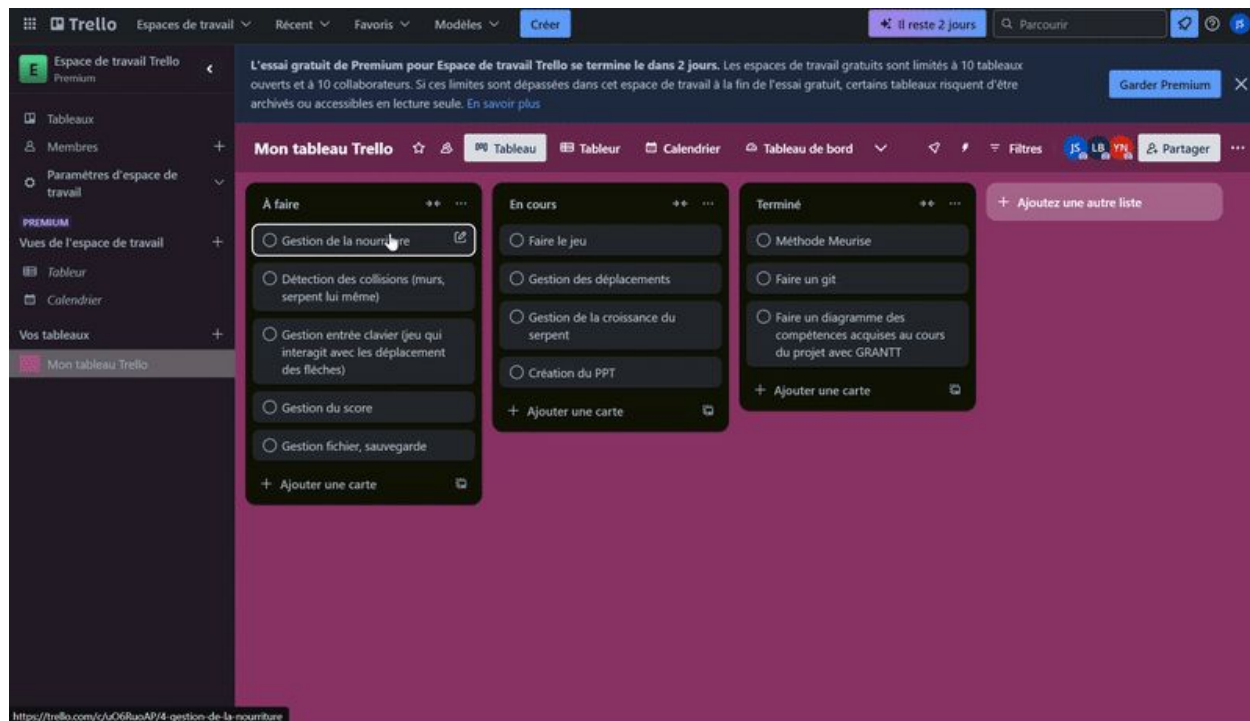 Trello Espaces de travail Récent Favoris Modèles Créer Il reste 2 jours Parcourir JS
E Espace de travail Trello
Premium
Tableaux
Membres
Paramètres d'espace de
travail
PREMIUM
Vues de l'espace de travail
Tableur
Calendrier
Vos tableaux
Mon tableau Trello
L'essai gratuit de Premium pour Espace de travail Trello se termine le dans 2 jours. Les espaces de travail gratuits sont limités à 10 tableaux
ouverts et à 10 collaborateurs. Si ces limites sont dépassées dans cet espace de travail à la fin de l'essai gratuit, certains tableaux risquent d'être
archivés ou accessibles en lecture seule. En savoir plus
Garder Premium
Mon tableau Trello Tableau Tableur Calendrier Tableau de bord Filtres JS LB YN Partager
À faire
Gestion de la nourriture
Détection des collisions (murs,
serpent lui même)
Gestion entrée clavier (jeu qui
interagit avec les déplacement
des flèches)
Gestion du score
Gestion fichier, sauvegarde
+ Ajouter une carte
En cours
Faire le jeu
Gestion des déplacements
Gestion de la croissance du
serpent
Création du PPT
+ Ajouter une carte
Terminé
Méthode Meurise
Faire un git
Faire un diagramme des
compétences acquises au cours
du projet avec GRANTT
+ Ajouter une carte
+ Ajoutez une autre liste
https://trello.com/c/uO6RuoAP/4-gestion-de-la-nourriture